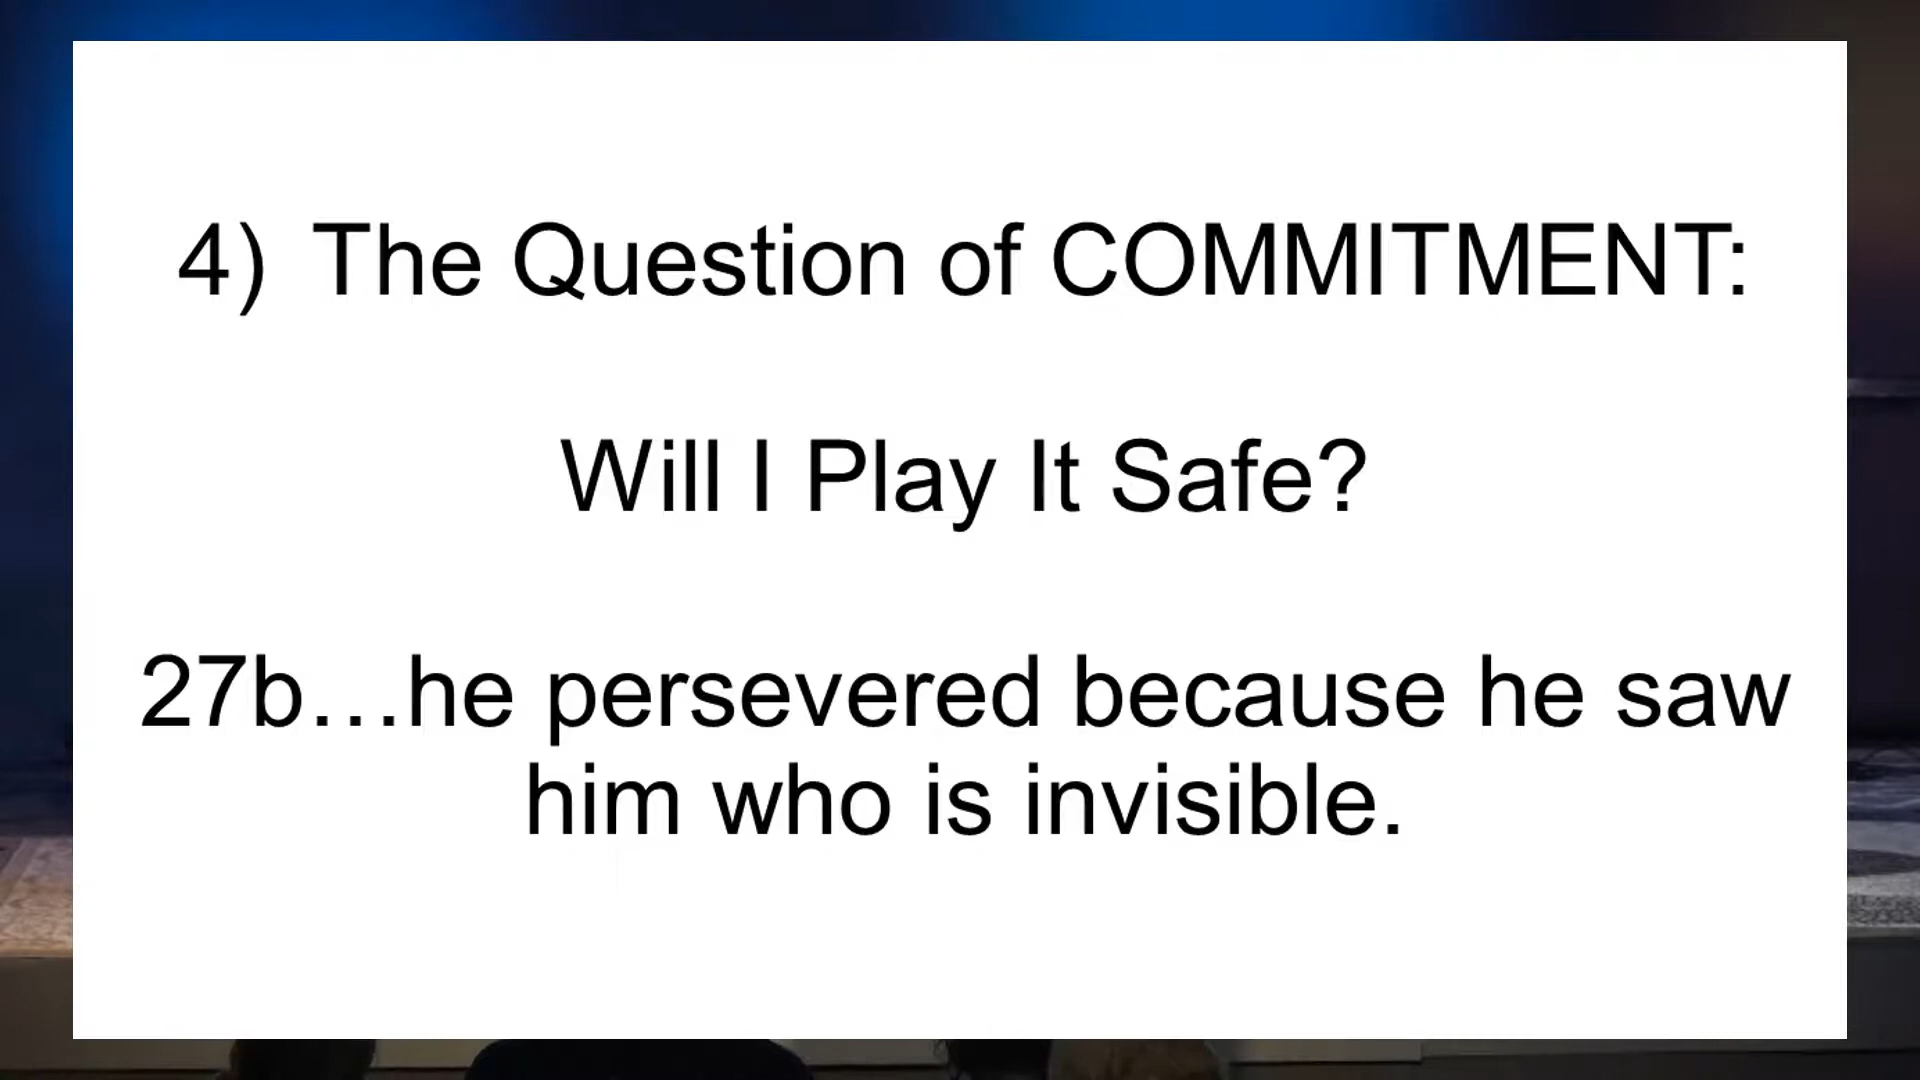 4) The Question of COMMITMENT:
Will I Play It Safe?
27b…he persevered because he saw
him who is invisible.